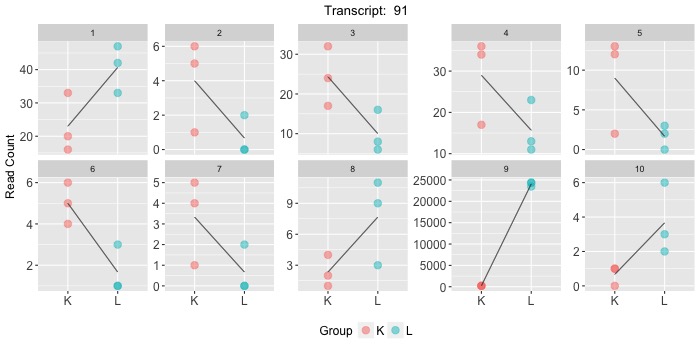 Transcript: 91
1 2 3 4 5
40 30 20
6 4 2 0
30 20 10
30 20 10
10 5 0
Read Count
6 7 8 9 10
6 4 2
5 4 3 2 1 0
9 6 3
25000 20000 15000 10000 5000 0
6 4 2 0
K L K L K L K L K L
Group K L